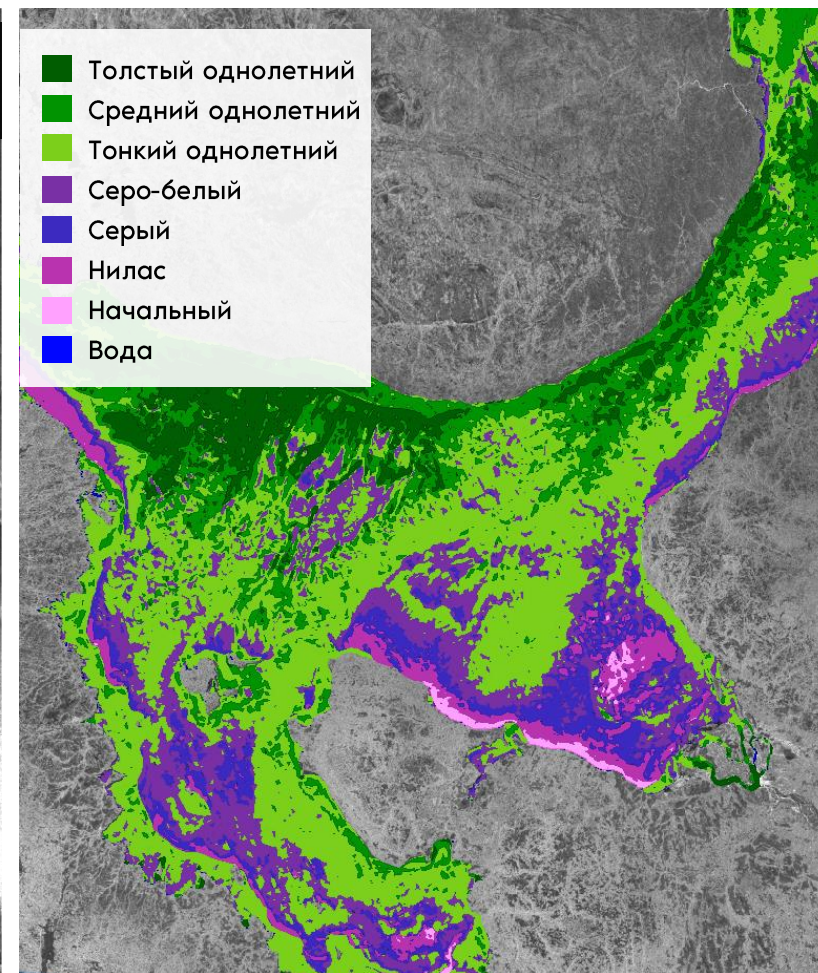 Толстый однолетний
Средний однолетний
Тонкий однолетний
Серо-белый
Серый
Нилас
Начальный
Вода